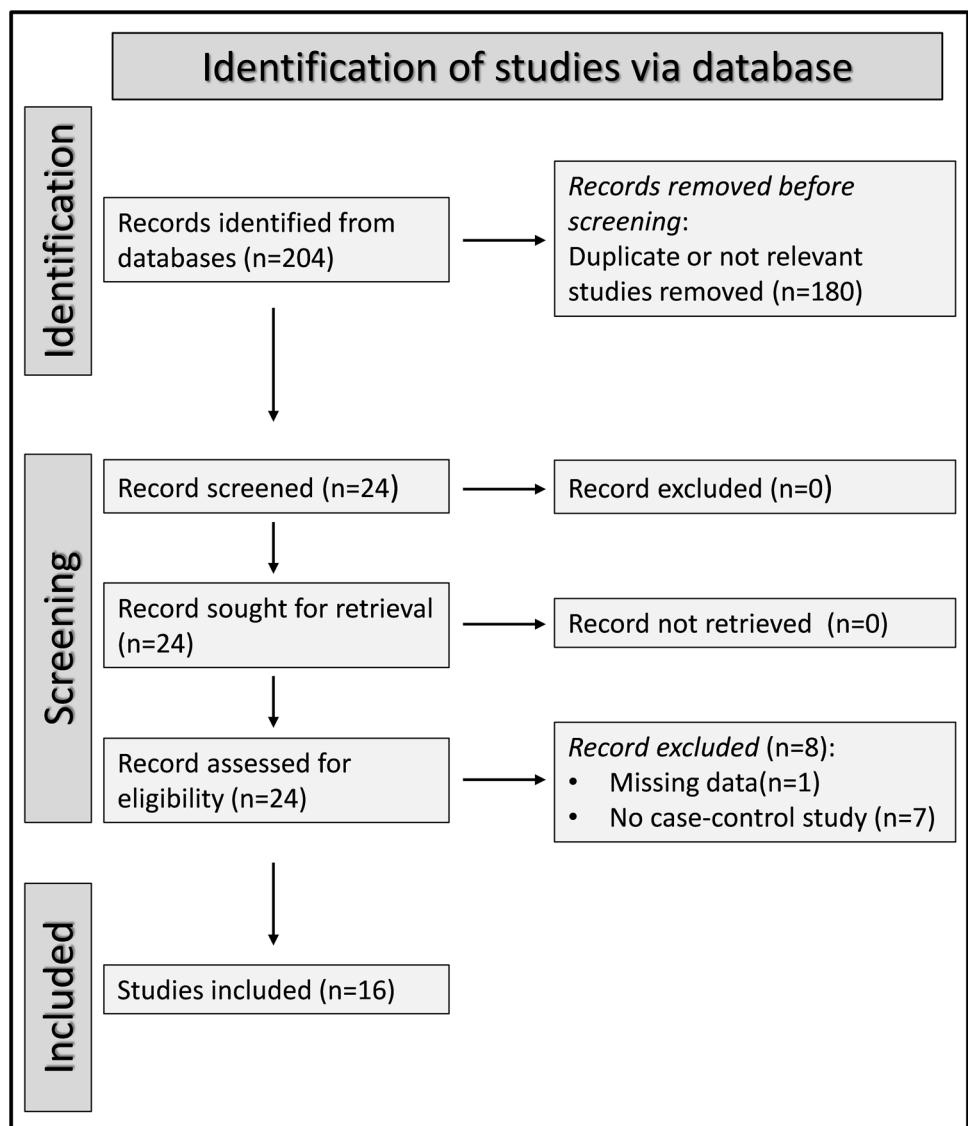 Identification of studies via database
Identification
Records identified from
databases (n=204)
Records removed before
screening:
Duplicate or not relevant
studies removed (n=180)
Screening
Record screened (n=24)
Record excluded (n=0)
Record sought for retrieval
(n=24)
Record not retrieved (n=0)
Record assessed for
eligibility (n=24)
Record excluded (n=8):
• Missing data(n=1)
• No case-control study (n=7)
Included
Studies included (n=16)